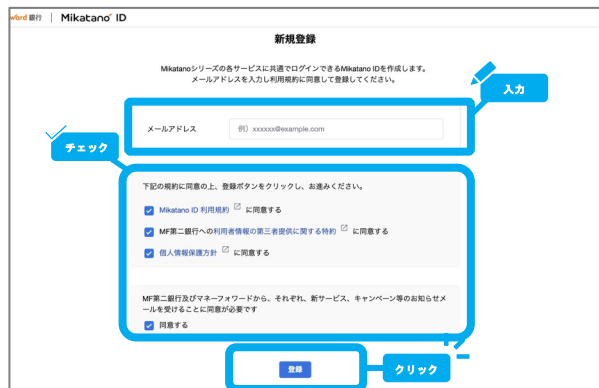 word 銀行 | Mikatano ID
新規登録
Mikatanoシリーズの各サービスに共通でログインできるMikatano IDを作成します。
メールアドレスを入力し利用規約に同意して登録してください。
入力
メールアドレス
例）xxxxxx@example.com
チェック
下記の規約に同意の上、登録ボタンをクリックし、お進みください。
Mikatano ID 利用規約 に同意する
MF第二銀行への利用者情報の第三者提供に関する特約 に同意する
個人情報保護方針 に同意する
MF第二銀行及びマネーフォワードから、それぞれ、新サービス、キャンペーン等のお知らせメ
ールを受けることに同意が必要です
同意する
登録
クリック